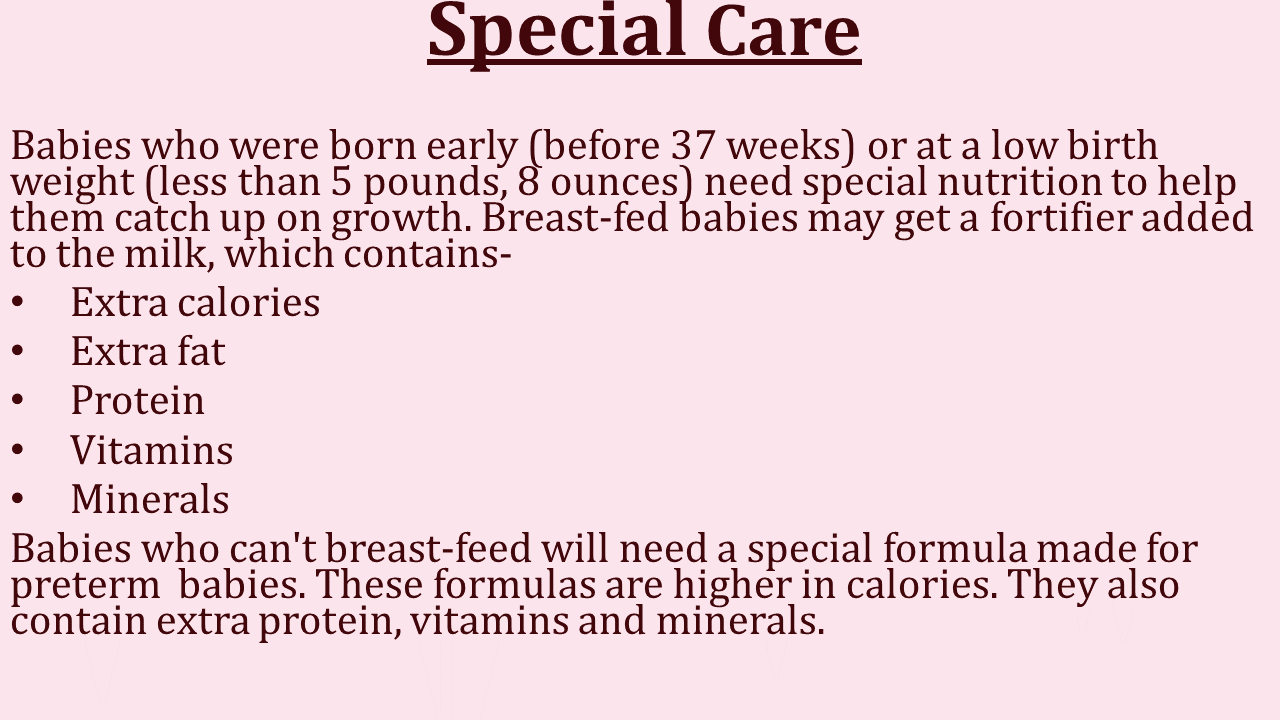 Special Care
Babies who were born early (before 37 weeks) or at a low birth
weight (less than 5 pounds, 8 ounces) need special nutrition to help
them catch up on growth. Breast-fed babies may get a fortifier added
to the milk, which contains-
• Extra calories
• Extra fat
• Protein
• Vitamins
• Minerals
Babies who can't breast-feed will need a special formula made for
preterm  babies. These formulas are higher in calories. They also
contain extra protein, vitamins and minerals.